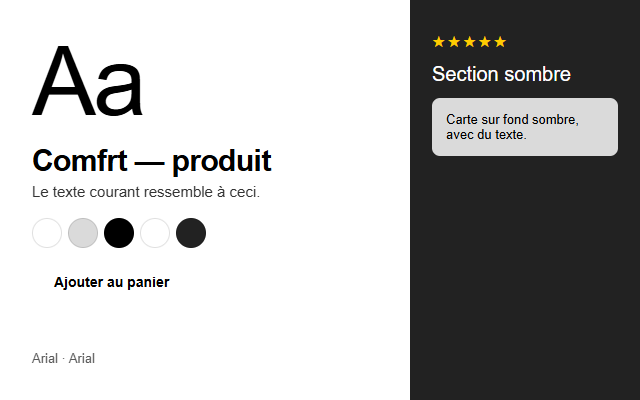 Aa
Comfrt — produit
Le texte courant ressemble à ceci.
Ajouter au panier
Arial · Arial
★★★★★
Section sombre
Carte sur fond sombre,
avec du texte.